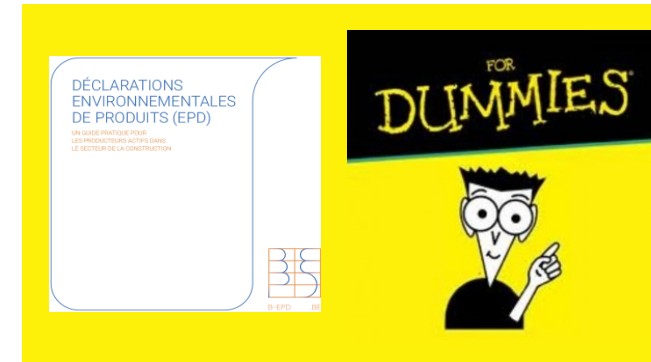 DÉCLARATIONS
ENVIRONNEMENTALES
DE PRODUITS (EPD)
UN GUIDE PRATIQUE POUR
LES PRODUCTEURS ACTIFS DANS
LE SECTEUR DE LA CONSTRUCTION
B-EPD BE
FOR
DUMMIES